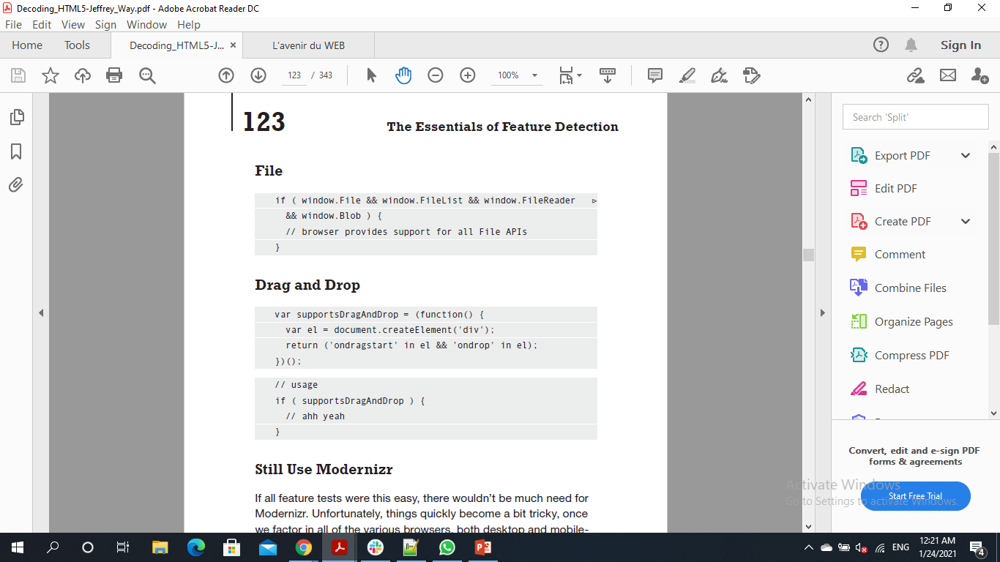 Decoding_HTML5-Jeffrey_Way.pdf - Adobe Acrobat Reader DC
File Edit View Sign Window Help
Home Tools Decoding_HTML5-J... × L'avenir du WEB Sign In
123 / 343 100%
123 The Essentials of Feature Detection
File
if ( window.File && window.FileList && window.FileReader ▹
&& window.Blob ) {
// browser provides support for all File APIs
}
Drag and Drop
var supportsDragAndDrop = (function() {
var el = document.createElement('div');
return ('ondragstart' in el && 'ondrop' in el);
})();
// usage
if ( supportsDragAndDrop ) {
// ahh yeah
}
Still Use Modernizr
If all feature tests were this easy, there wouldn't be much need for
Modernizr. Unfortunately, things quickly become a bit tricky, once
we factor in all of the various browsers, both desktop and mobile-
Search 'Split'
Export PDF
Edit PDF
Create PDF
Comment
Combine Files
Organize Pages
Compress PDF
Redact
Convert, edit and e-sign PDF
forms & agreements
Start Free Trial
Activate Windows
Go to Settings to activate Windows.
ENG
12:21 AM
1/24/2021
4